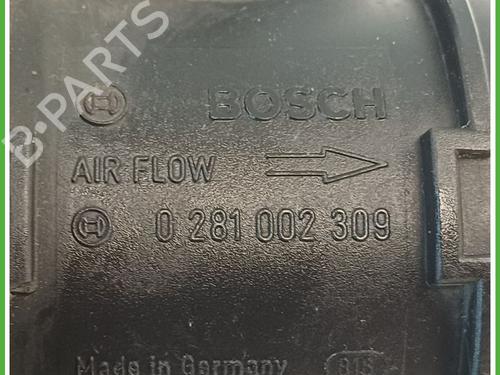 B-PARTS
BOSCH
AIR FLOW
0 281 002 309
Made in Germany